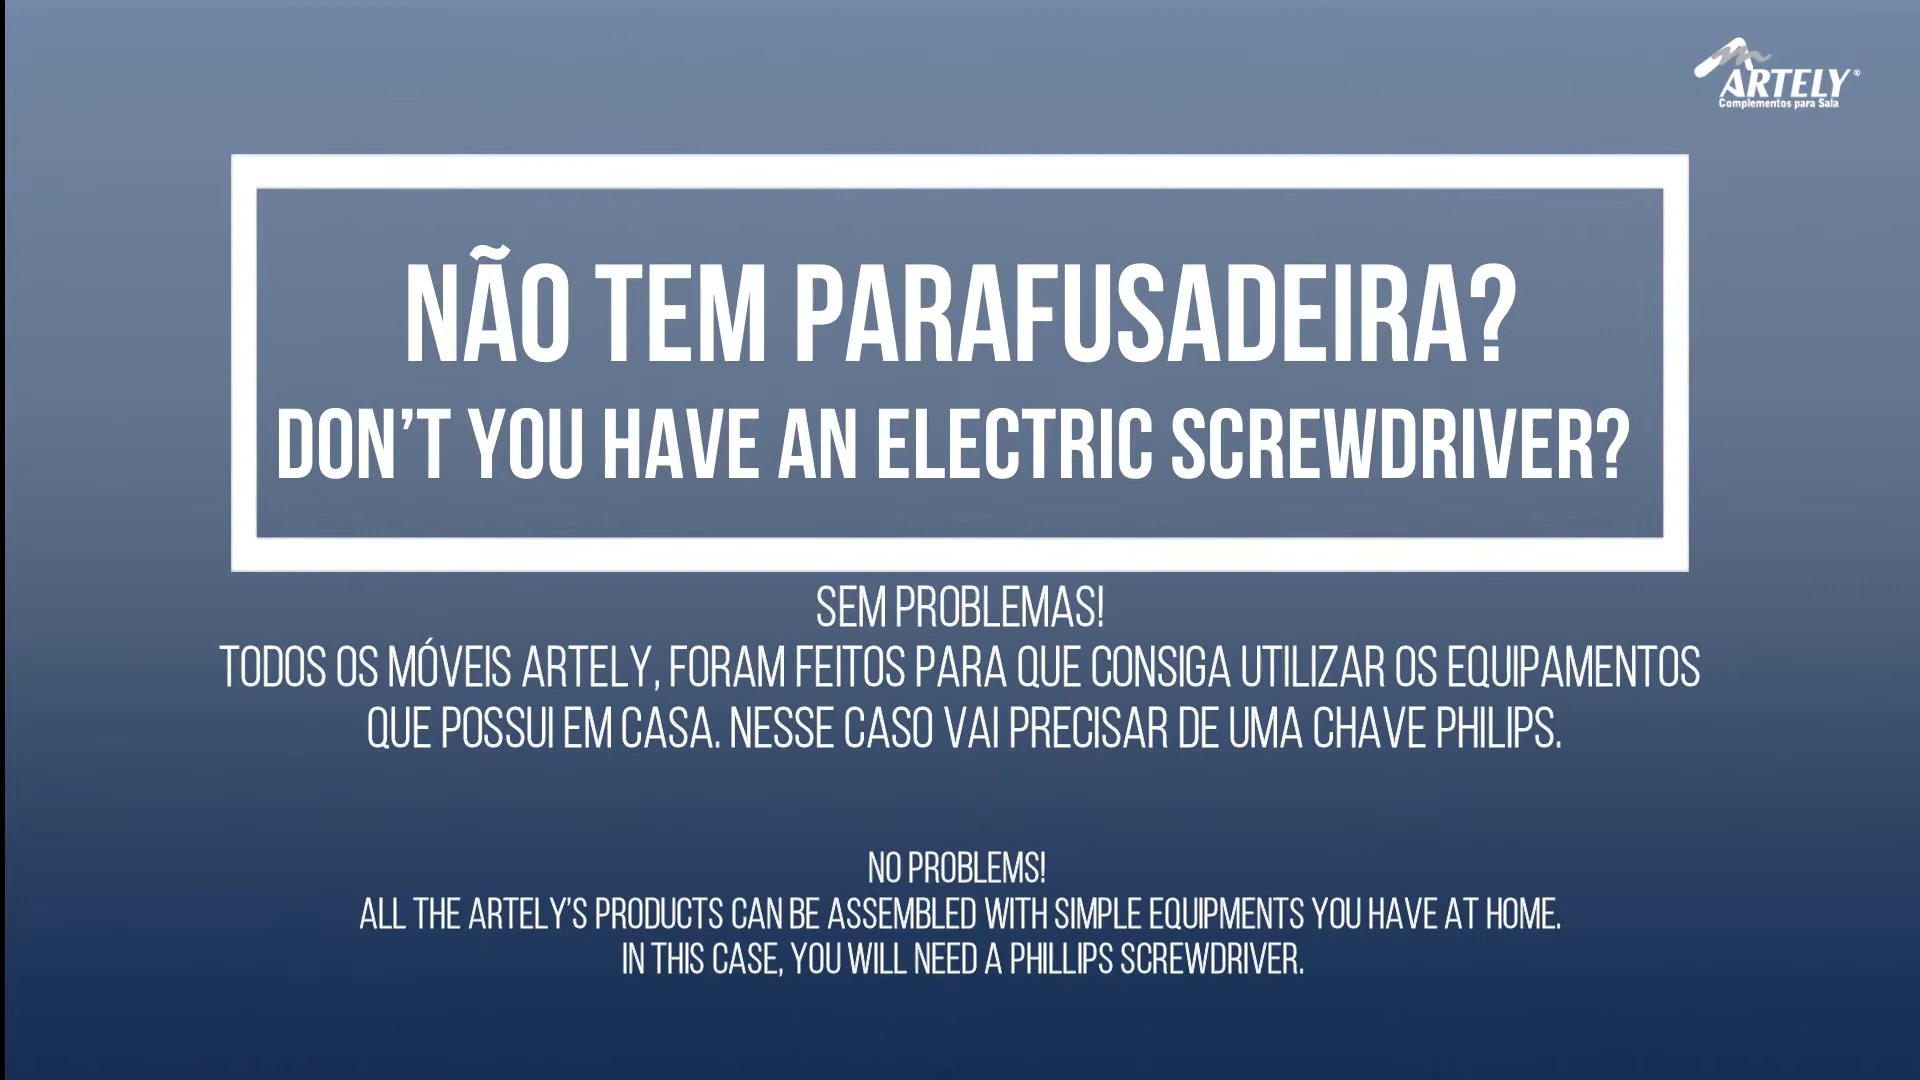 ARTELY®
Complementos para Sala
NÃO TEM PARAFUSADEIRA?
DON'T YOU HAVE AN ELECTRIC SCREWDRIVER?
SEM PROBLEMAS!
TODOS OS MÓVEIS ARTELY, FORAM FEITOS PARA QUE CONSIGA UTILIZAR OS EQUIPAMENTOS
QUE POSSUI EM CASA. NESSE CASO VAI PRECISAR DE UMA CHAVE PHILIPS.
NO PROBLEMS!
ALL THE ARTELY'S PRODUCTS CAN BE ASSEMBLED WITH SIMPLE EQUIPMENTS YOU HAVE AT HOME.
IN THIS CASE, YOU WILL NEED A PHILLIPS SCREWDRIVER.